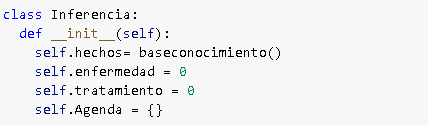 class Inferencia:
  def __init__(self):
    self.hechos= baseconocimiento()
    self.enfermedad = 0
    self.tratamiento = 0
    self.Agenda = {}